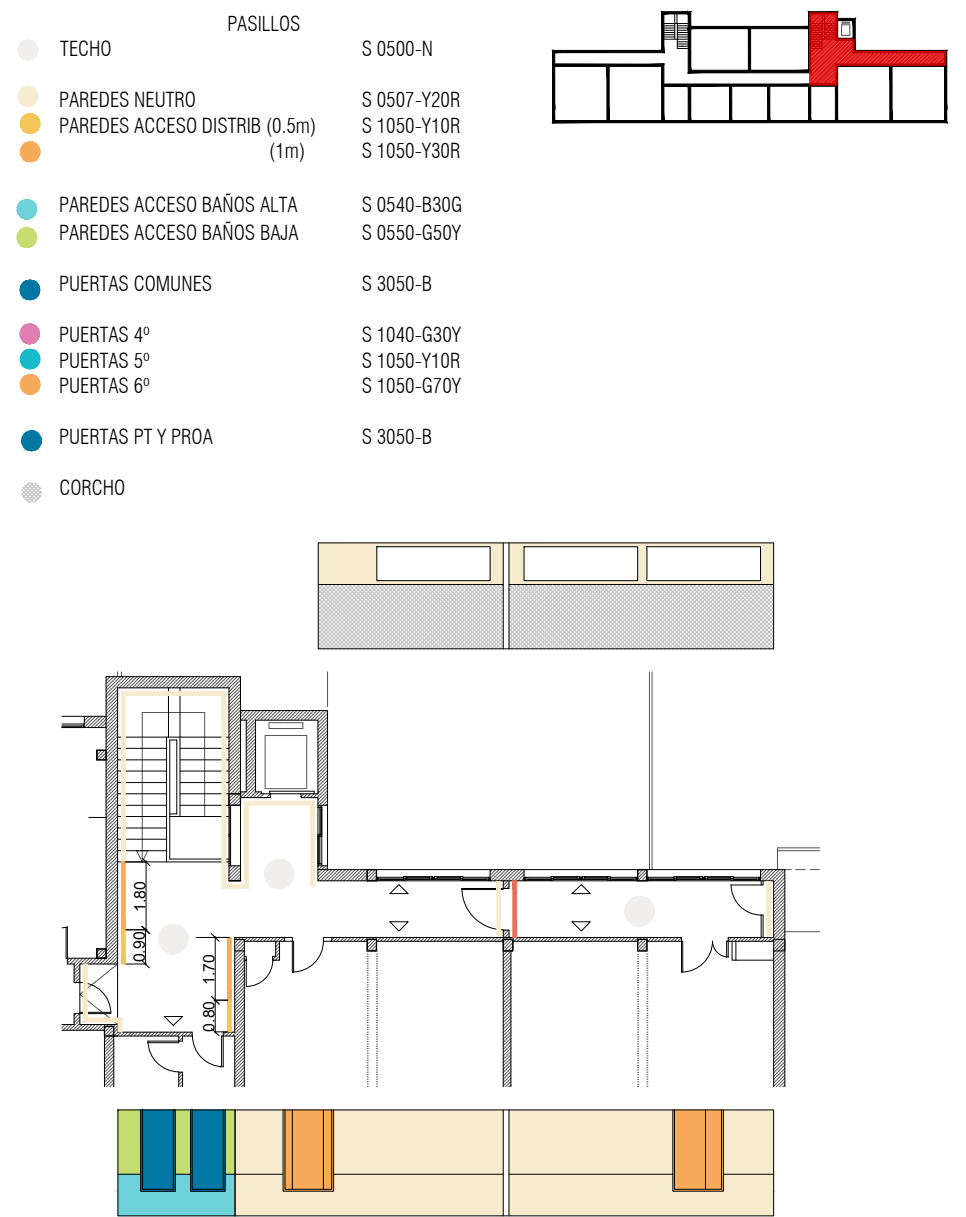 PASILLOS
TECHO S 0500-N
PAREDES NEUTRO S 0507-Y20R
PAREDES ACCESO DISTRIB (0.5m) S 1050-Y10R
(1m) S 1050-Y30R
PAREDES ACCESO BAÑOS ALTA S 0540-B30G
PAREDES ACCESO BAÑOS BAJA S 0550-G50Y
PUERTAS COMUNES S 3050-B
PUERTAS 4º S 1040-G30Y
PUERTAS 5º S 1050-Y10R
PUERTAS 6º S 1050-G70Y
PUERTAS PT Y PROA S 3050-B
CORCHO
1.80
0.90
1.70
0.80